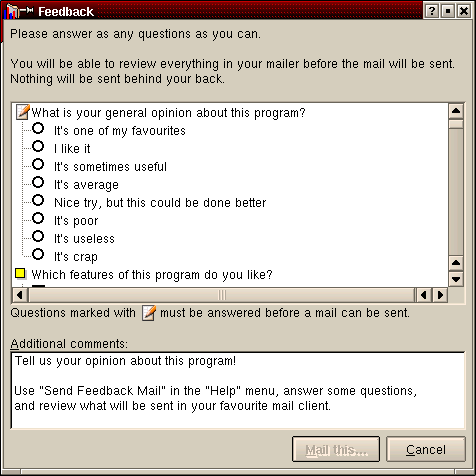 Feedback
Please answer as any questions as you can.
You will be able to review everything in your mailer before the mail will be sent.
Nothing will be sent behind your back.
What is your general opinion about this program?
It's one of my favourites
I like it
It's sometimes useful
It's average
Nice try, but this could be done better
It's poor
It's useless
It's crap
Which features of this program do you like?
Questions marked with must be answered before a mail can be sent.
Additional comments:
Tell us your opinion about this program!
Use "Send Feedback Mail" in the "Help" menu, answer some questions,
and review what will be sent in your favourite mail client.
Mail this...
Cancel